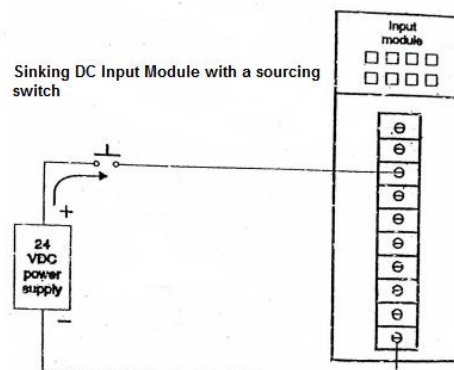 Input
module
Sinking DC Input Module with a sourcing
switch
+
24
VDC
power
supply
−